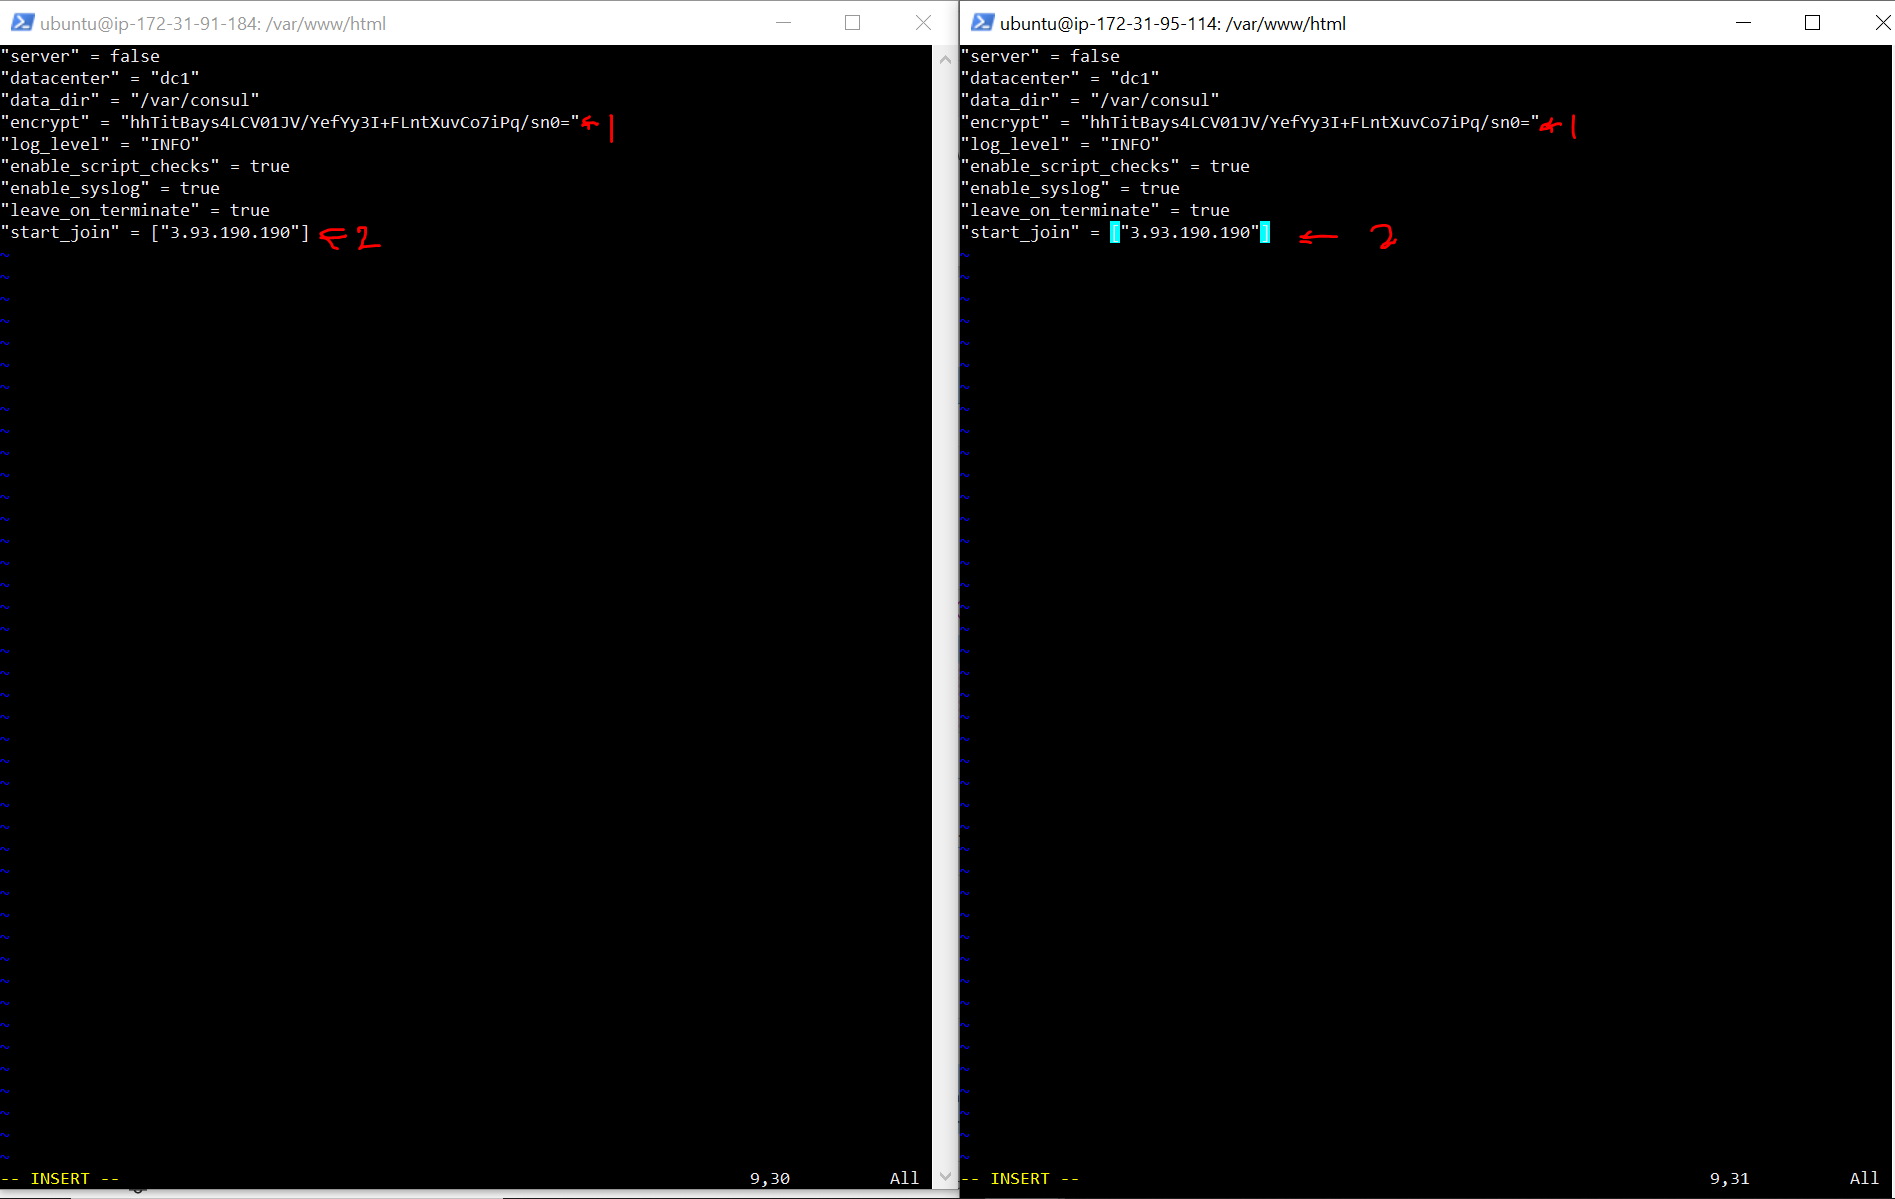 ubuntu@ip-172-31-91-184: /var/www/html
"server" = false
"datacenter" = "dc1"
"data_dir" = "/var/consul"
"encrypt" = "hhTitBays4LCV01JV/YefYy3I+FLntXuvCo7iPq/sn0=" ← 1
"log_level" = "INFO"
"enable_script_checks" = true
"enable_syslog" = true
"leave_on_terminate" = true
"start_join" = ["3.93.190.190"] ← 2
-- INSERT -- 9,30 All
ubuntu@ip-172-31-95-114: /var/www/html
"server" = false
"datacenter" = "dc1"
"data_dir" = "/var/consul"
"encrypt" = "hhTitBays4LCV01JV/YefYy3I+FLntXuvCo7iPq/sn0=" ← 1
"log_level" = "INFO"
"enable_script_checks" = true
"enable_syslog" = true
"leave_on_terminate" = true
"start_join" = ["3.93.190.190"] ← 2
-- INSERT -- 9,31 All